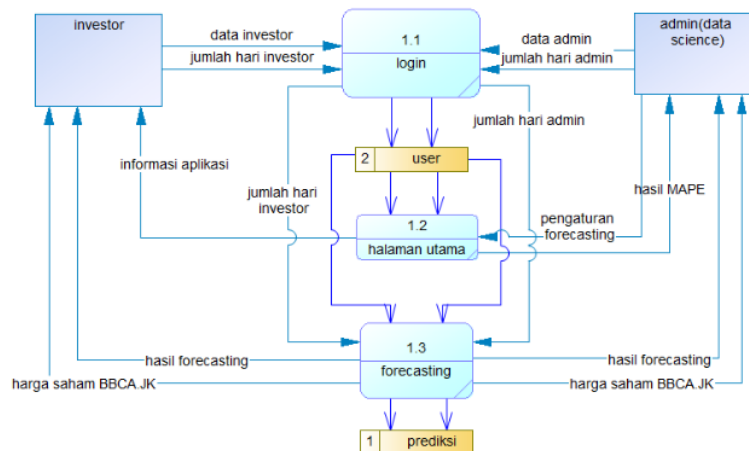 investor
data investor
jumlah hari investor
1.1
login
data admin
jumlah hari admin
admin(data
science)
jumlah hari admin
informasi aplikasi
2 user
jumlah hari
investor
hasil MAPE
1.2
halaman utama
pengaturan
forecasting
1.3
forecasting
hasil forecasting
harga saham BBCA.JK
hasil forecasting
harga saham BBCA.JK
1 prediksi